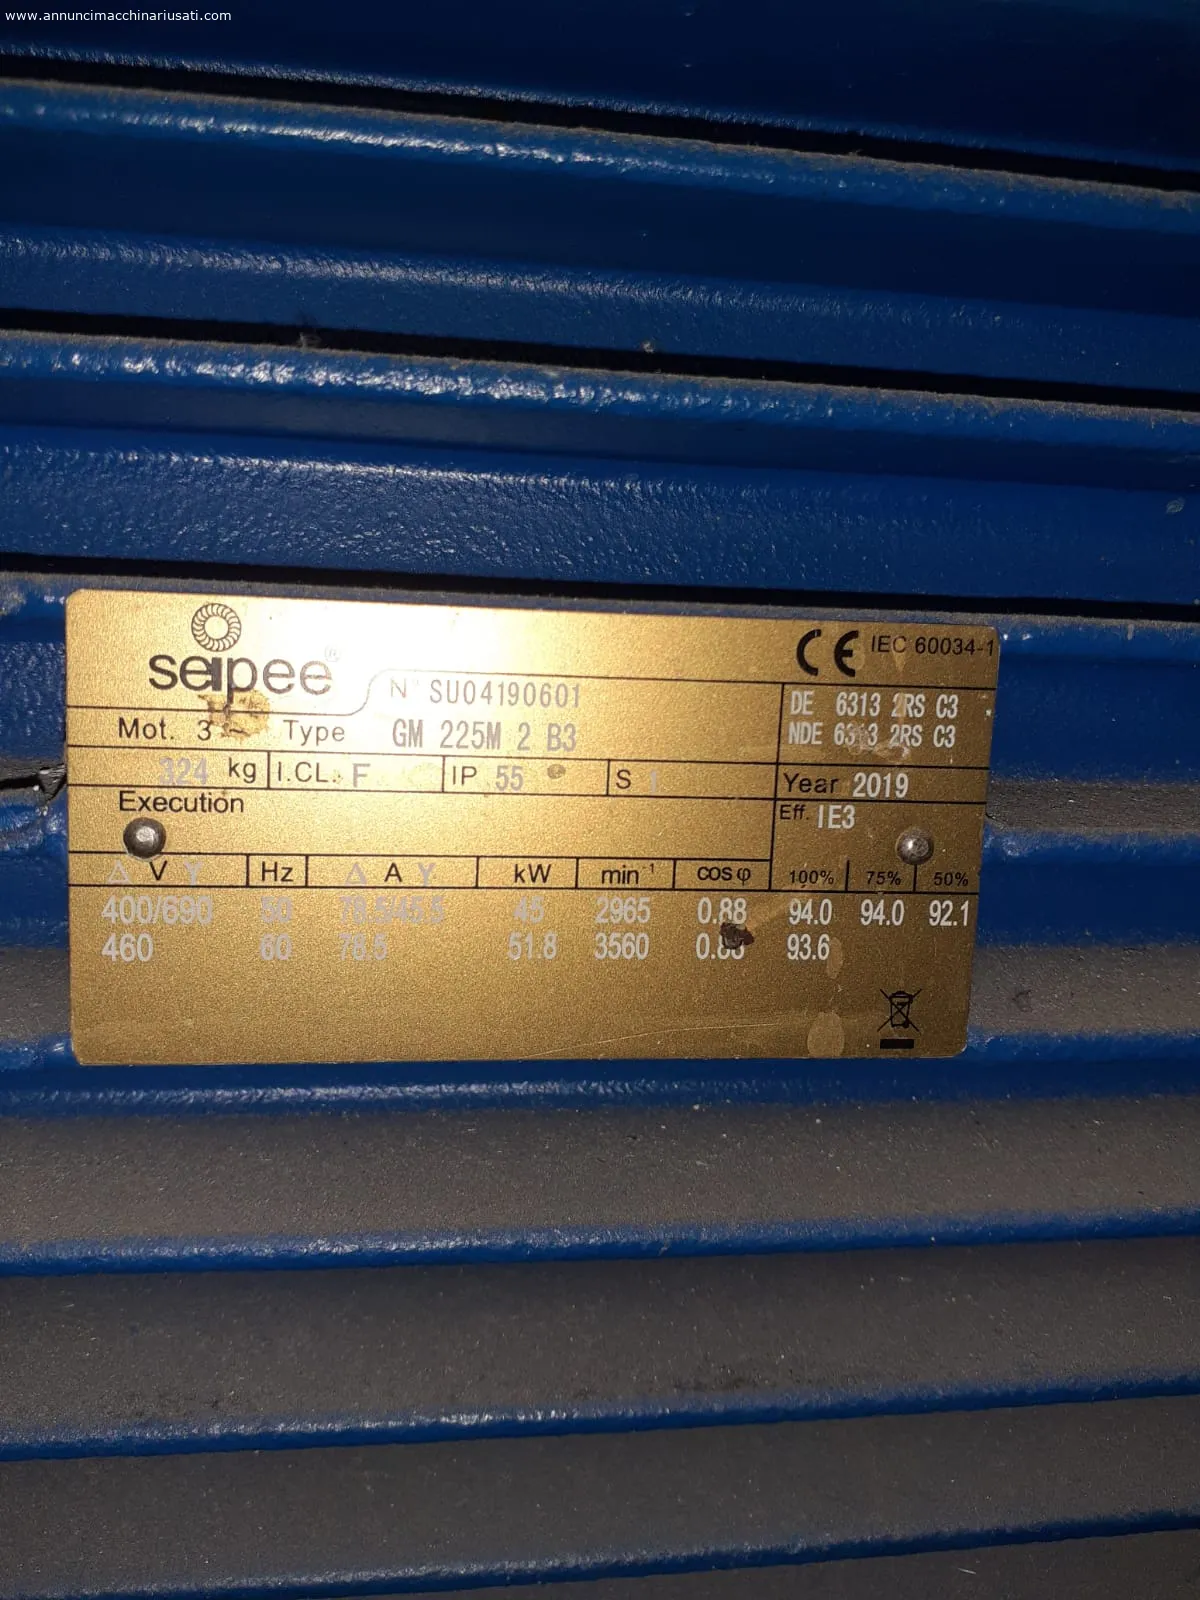 www.annuncimacchinariusati.com
seipee®
CE IEC 60034-1
N° SU04190601
DE 6313 2RS C3
Mot. 3 ~ Type GM 225M 2 B3
NDE 6313 2RS C3
324 kg I.CL. F IP 55 S 1
Year 2019
Execution
Eff. IE3
Δ V Y Hz Δ A Y kW min⁻¹ cos φ 100% 75% 50%
400/690 50 78.5/45.5 45 2965 0.88 94.0 94.0 92.1
460 60 78.5 51.8 3560 93.6